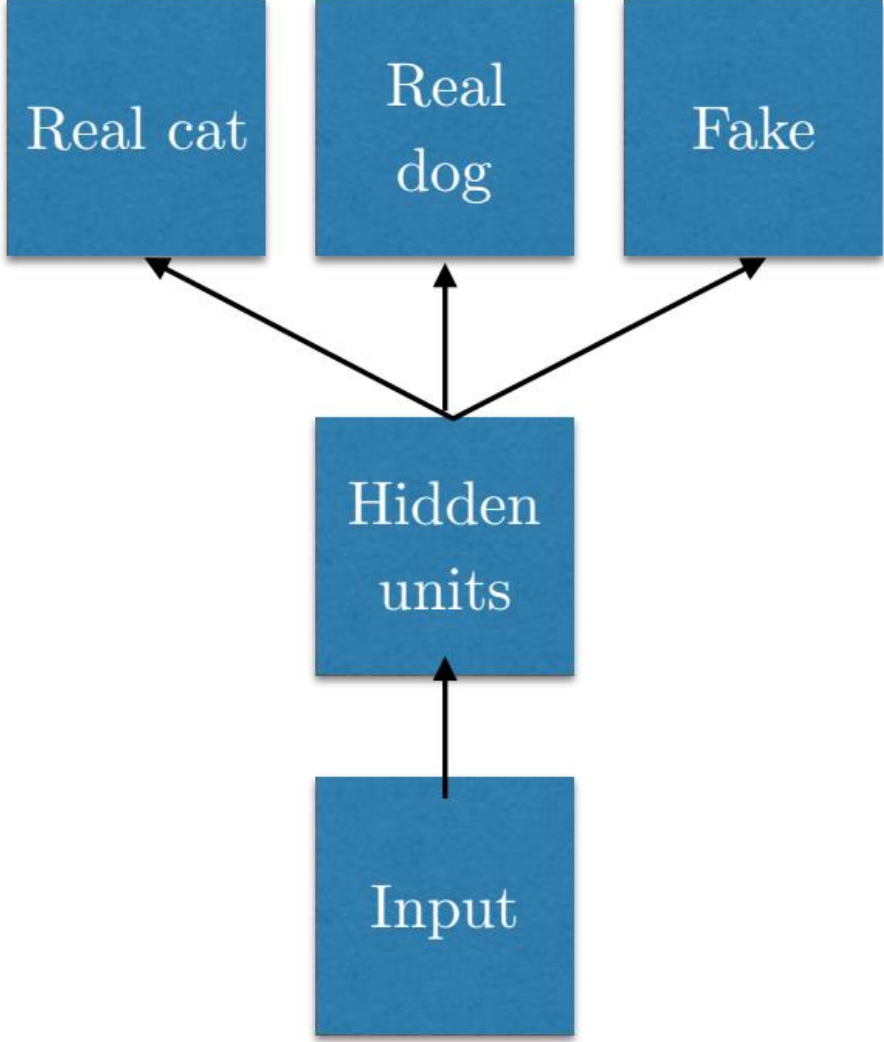 Real cat
Real
dog
Fake
Hidden
units
Input